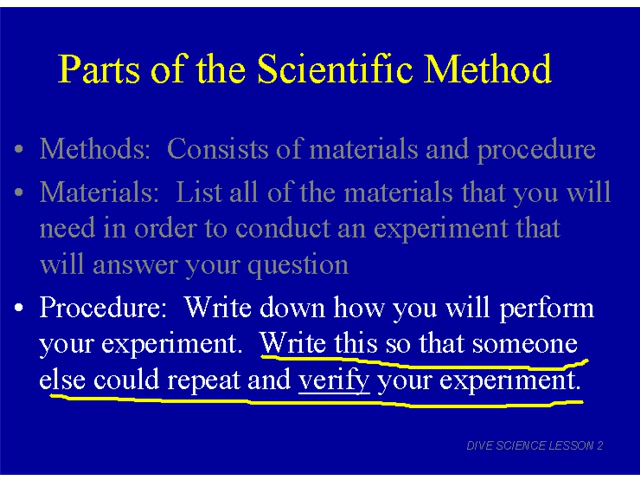 Parts of the Scientific Method
• Methods:  Consists of materials and procedure
• Materials:  List all of the materials that you will
need in order to conduct an experiment that
will answer your question
• Procedure:  Write down how you will perform
your experiment.  Write this so that someone
else could repeat and verify your experiment.
DIVE SCIENCE LESSON 2